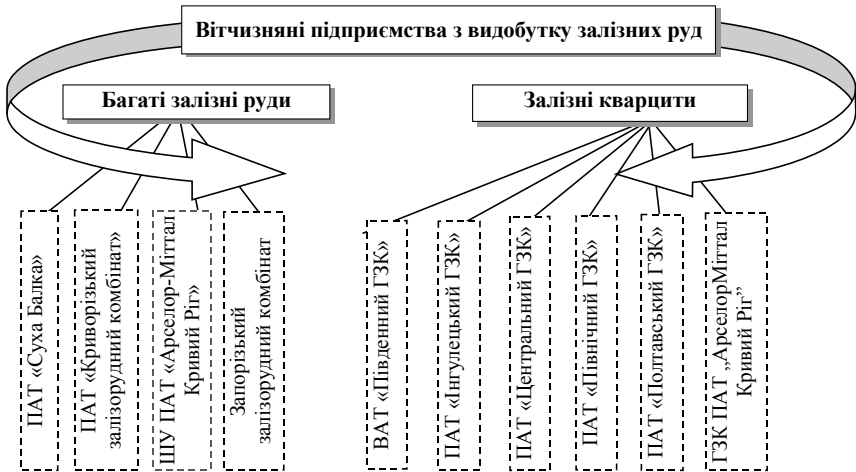 Вітчизняні підприємства з видобутку залізних руд
Багаті залізні руди
Залізні кварцити
ПАТ «Суха Балка»
ПАТ «Криворізький
залізорудний комбінат»
ШУ ПАТ «Арселор-Міттал
Кривий Ріг»
Запорізький
залізорудний комбінат
ВАТ «Південний ГЗК»
ПАТ «Інгулецький ГЗК»
ПАТ «Центральний ГЗК»
ПАТ «Північний ГЗК»
ПАТ «Полтавський ГЗК»
ГЗК ПАТ „АрселорМіттал
Кривий Ріг”